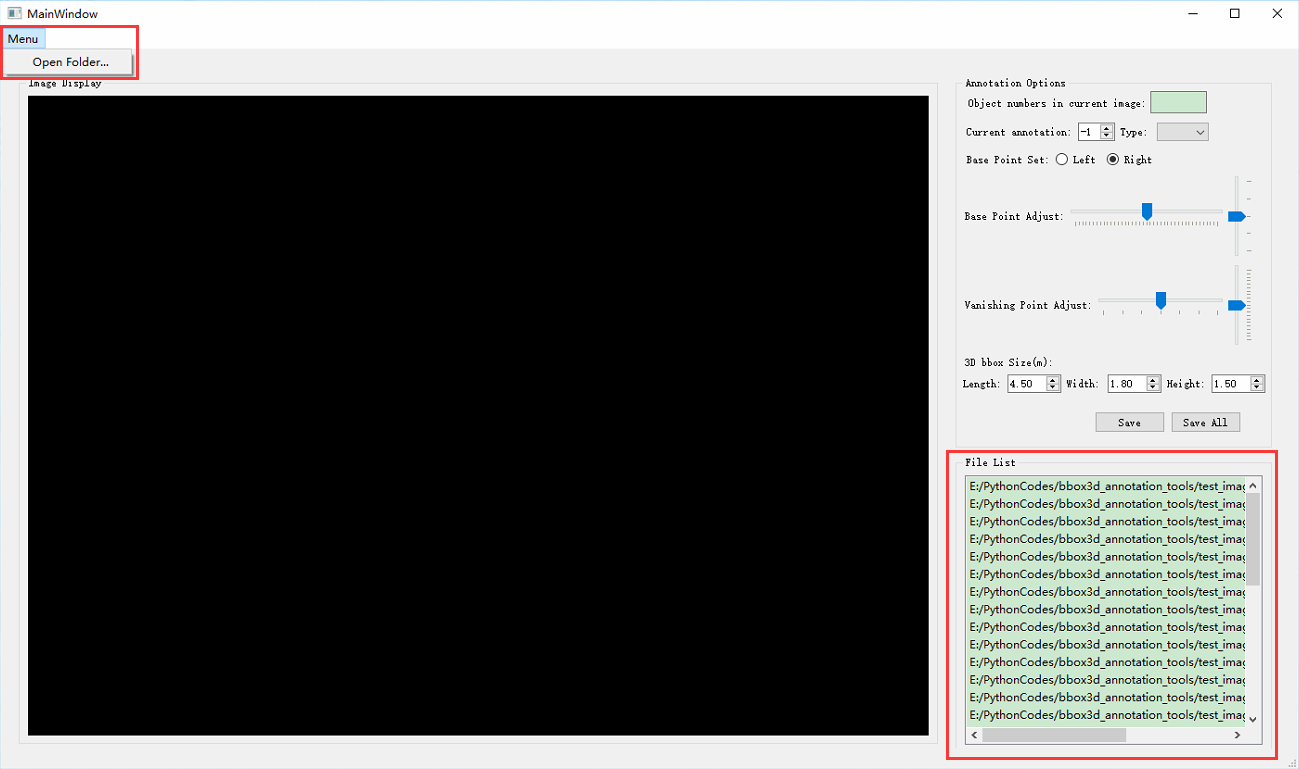 MainWindow
Menu
Open Folder...
Image Display
Annotation Options
Object numbers in current image:
Current annotation: -1 Type:
Base Point Set: Left Right
Base Point Adjust:
Vanishing Point Adjust:
3D bbox Size(m):
Length: 4.50 Width: 1.80 Height: 1.50
Save Save All
File List
E:/PythonCodes/bbox3d_annotation_tools/test_imag
E:/PythonCodes/bbox3d_annotation_tools/test_imag
E:/PythonCodes/bbox3d_annotation_tools/test_imag
E:/PythonCodes/bbox3d_annotation_tools/test_imag
E:/PythonCodes/bbox3d_annotation_tools/test_imag
E:/PythonCodes/bbox3d_annotation_tools/test_imag
E:/PythonCodes/bbox3d_annotation_tools/test_imag
E:/PythonCodes/bbox3d_annotation_tools/test_imag
E:/PythonCodes/bbox3d_annotation_tools/test_imag
E:/PythonCodes/bbox3d_annotation_tools/test_imag
E:/PythonCodes/bbox3d_annotation_tools/test_imag
E:/PythonCodes/bbox3d_annotation_tools/test_imag
E:/PythonCodes/bbox3d_annotation_tools/test_imag
E:/PythonCodes/bbox3d_annotation_tools/test_imag